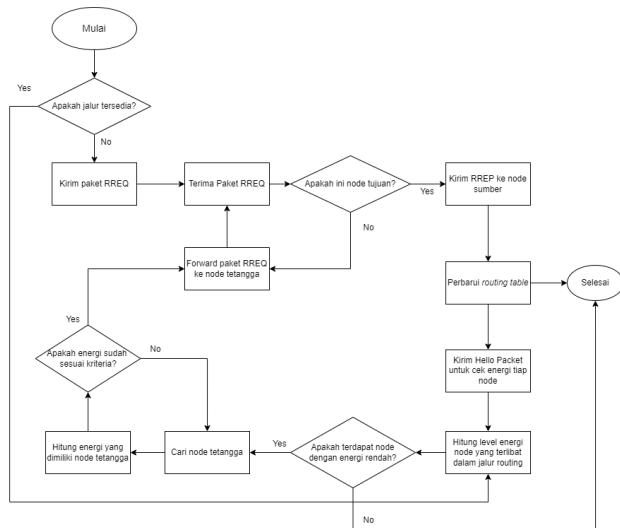 Mulai
Yes
Apakah jalur tersedia?
No
Kirim paket RREQ
Terima Paket RREQ
Apakah ini node tujuan?
Yes
Kirim RREP ke node
sumber
No
Forward paket RREQ
ke node tetangga
Perbarui routing table
Selesai
Yes
Apakah energi sudah
sesuai kriteria?
No
Kirim Hello Packet
untuk cek energi tiap
node
Hitung energi yang
dimiliki node tetangga
Cari node tetangga
Yes
Apakah terdapat node
dengan energi rendah?
Hitung level energi
node yang terlibat
dalam jalur routing
No